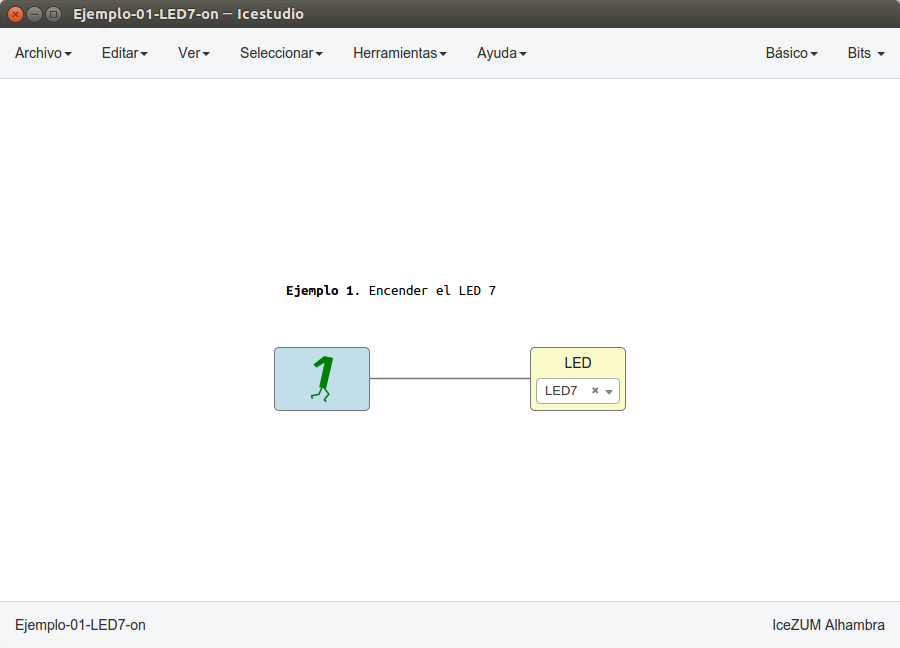 Ejemplo-01-LED7-on — Icestudio
Archivo Editar Ver Seleccionar Herramientas Ayuda Básico Bits
Ejemplo 1. Encender el LED 7
1
LED
LED7
Ejemplo-01-LED7-on IceZUM Alhambra